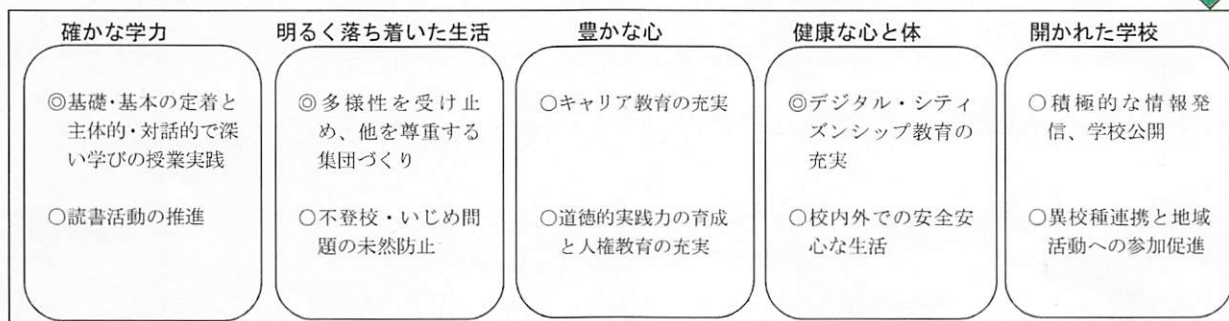 確かな学力
◎基礎・基本の定着と
主体的・対話的で深
い学びの授業実践
○読書活動の推進
明るく落ち着いた生活
◎多様性を受け止
め、他を尊重する
集団づくり
○不登校・いじめ問
題の未然防止
豊かな心
○キャリア教育の充実
○道徳的実践力の育成
と人権教育の充実
健康な心と体
◎デジタル・シティ
ズンシップ教育の
充実
○校内外での安全安
心な生活
開かれた学校
○積極的な情報発
信、学校公開
○異校種連携と地域
活動への参加促進